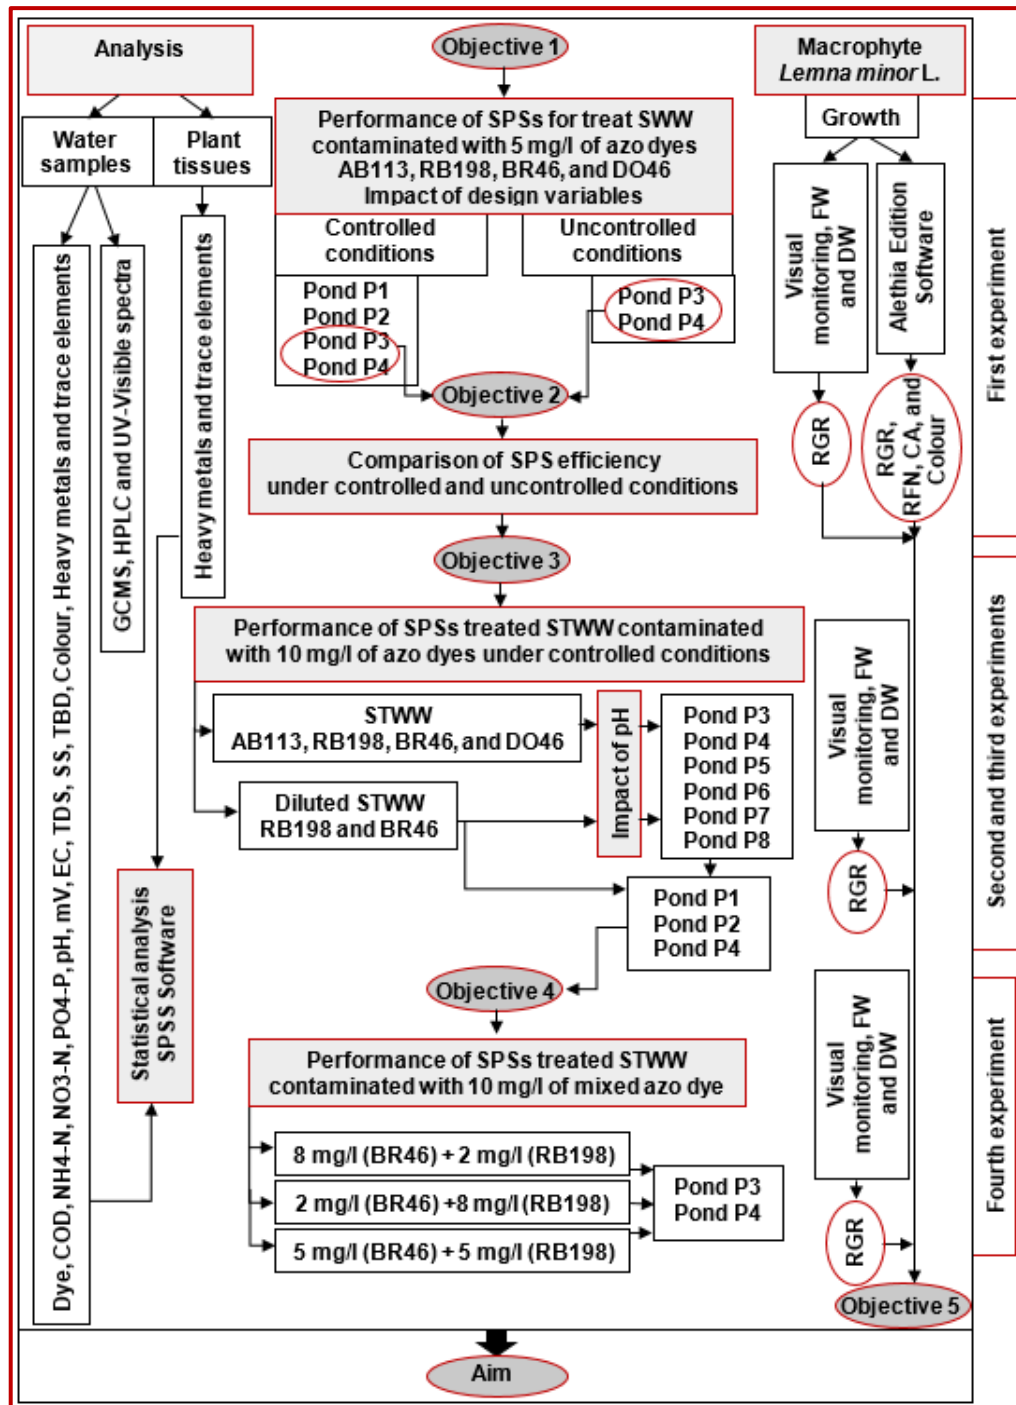 Analysis
Water
samples
Plant
tissues
Dye, COD, NH4-N, NO3-N, PO4-P, pH, mV, EC, TDS, SS, TBD, Colour, Heavy metals and trace elements
GCMS, HPLC and UV-Visible spectra
Heavy metals and trace elements
Statistical analysis
SPSS Software
Objective 1
Performance of SPSs for treat SWW
contaminated with 5 mg/l of azo dyes
AB113, RB198, BR46, and DO46
Impact of design variables
Controlled
conditions
Uncontrolled
conditions
Pond P1
Pond P2
Pond P3
Pond P4
Pond P3
Pond P4
Objective 2
Comparison of SPS efficiency
under controlled and uncontrolled conditions
Objective 3
Performance of SPSs treated STWW contaminated
with 10 mg/l of azo dyes under controlled conditions
STWW
AB113, RB198, BR46, and DO46
Diluted STWW
RB198 and BR46
Impact of pH
Pond P3
Pond P4
Pond P5
Pond P6
Pond P7
Pond P8
Pond P1
Pond P2
Pond P4
Objective 4
Performance of SPSs treated STWW
contaminated with 10 mg/l of mixed azo dye
8 mg/l (BR46) + 2 mg/l (RB198)
2 mg/l (BR46) +8 mg/l (RB198)
5 mg/l (BR46) + 5 mg/l (RB198)
Pond P3
Pond P4
Macrophyte
Lemna minor L.
Growth
Visual
monitoring, FW
and DW
Alethia Edition
Software
RGR
RGR,
RFN, CA, and
Colour
Visual
monitoring, FW
and DW
RGR
Visual
monitoring, FW
and DW
RGR
Objective 5
First experiment
Second and third experiments
Fourth experiment
Aim